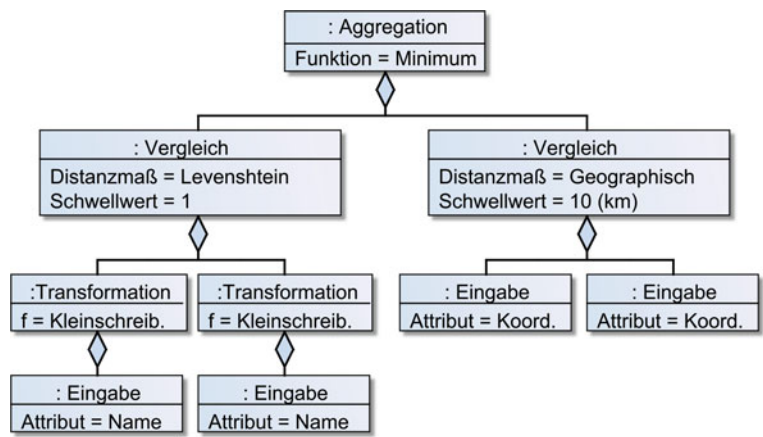 : Aggregation
Funktion = Minimum
: Vergleich
Distanzmaß = Levenshtein
Schwellwert = 1
: Vergleich
Distanzmaß = Geographisch
Schwellwert = 10 (km)
:Transformation
f = Kleinschreib.
:Transformation
f = Kleinschreib.
: Eingabe
Attribut = Koord.
: Eingabe
Attribut = Koord.
: Eingabe
Attribut = Name
: Eingabe
Attribut = Name